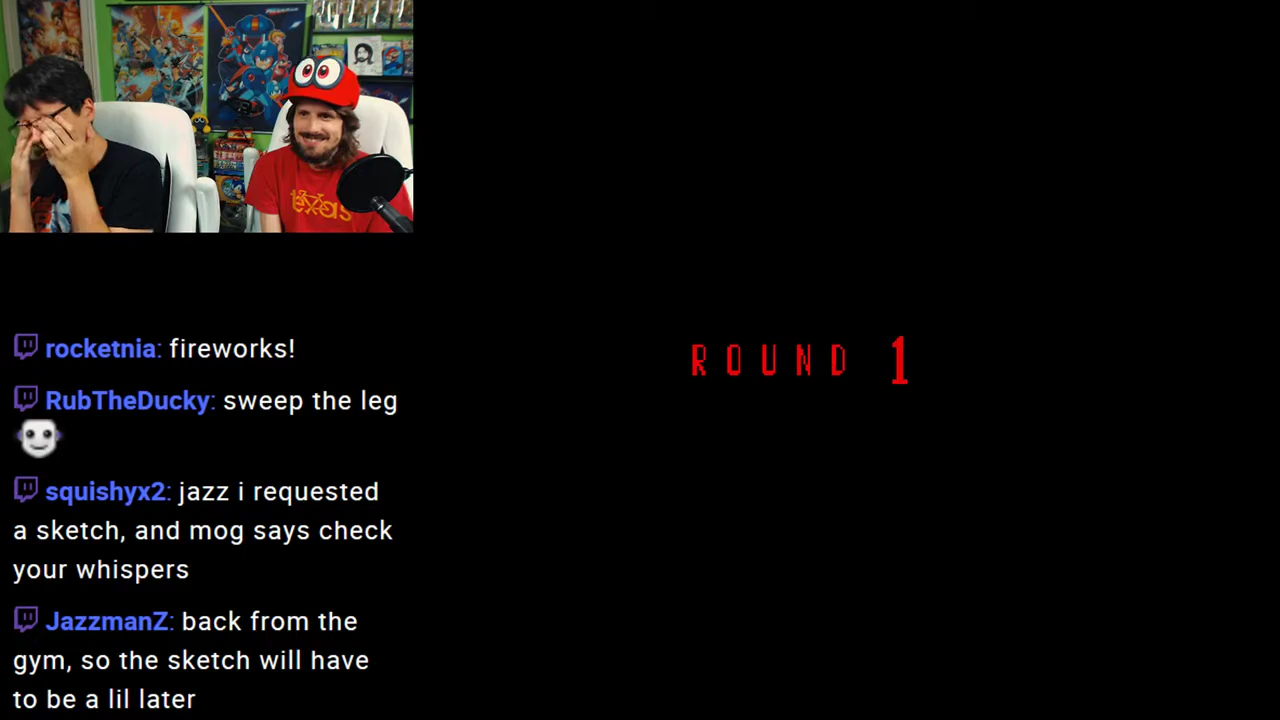 texas
rocketnia: fireworks!
RubTheDucky: sweep the leg
squishyx2: jazz i requested
a sketch, and mog says check
your whispers
JazzmanZ: back from the
gym, so the sketch will have
to be a lil later
ROUND 1